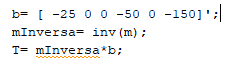 b= [ -25 0 0 -50 0 -150]';
mInversa= inv(m);
T= mInversa*b;